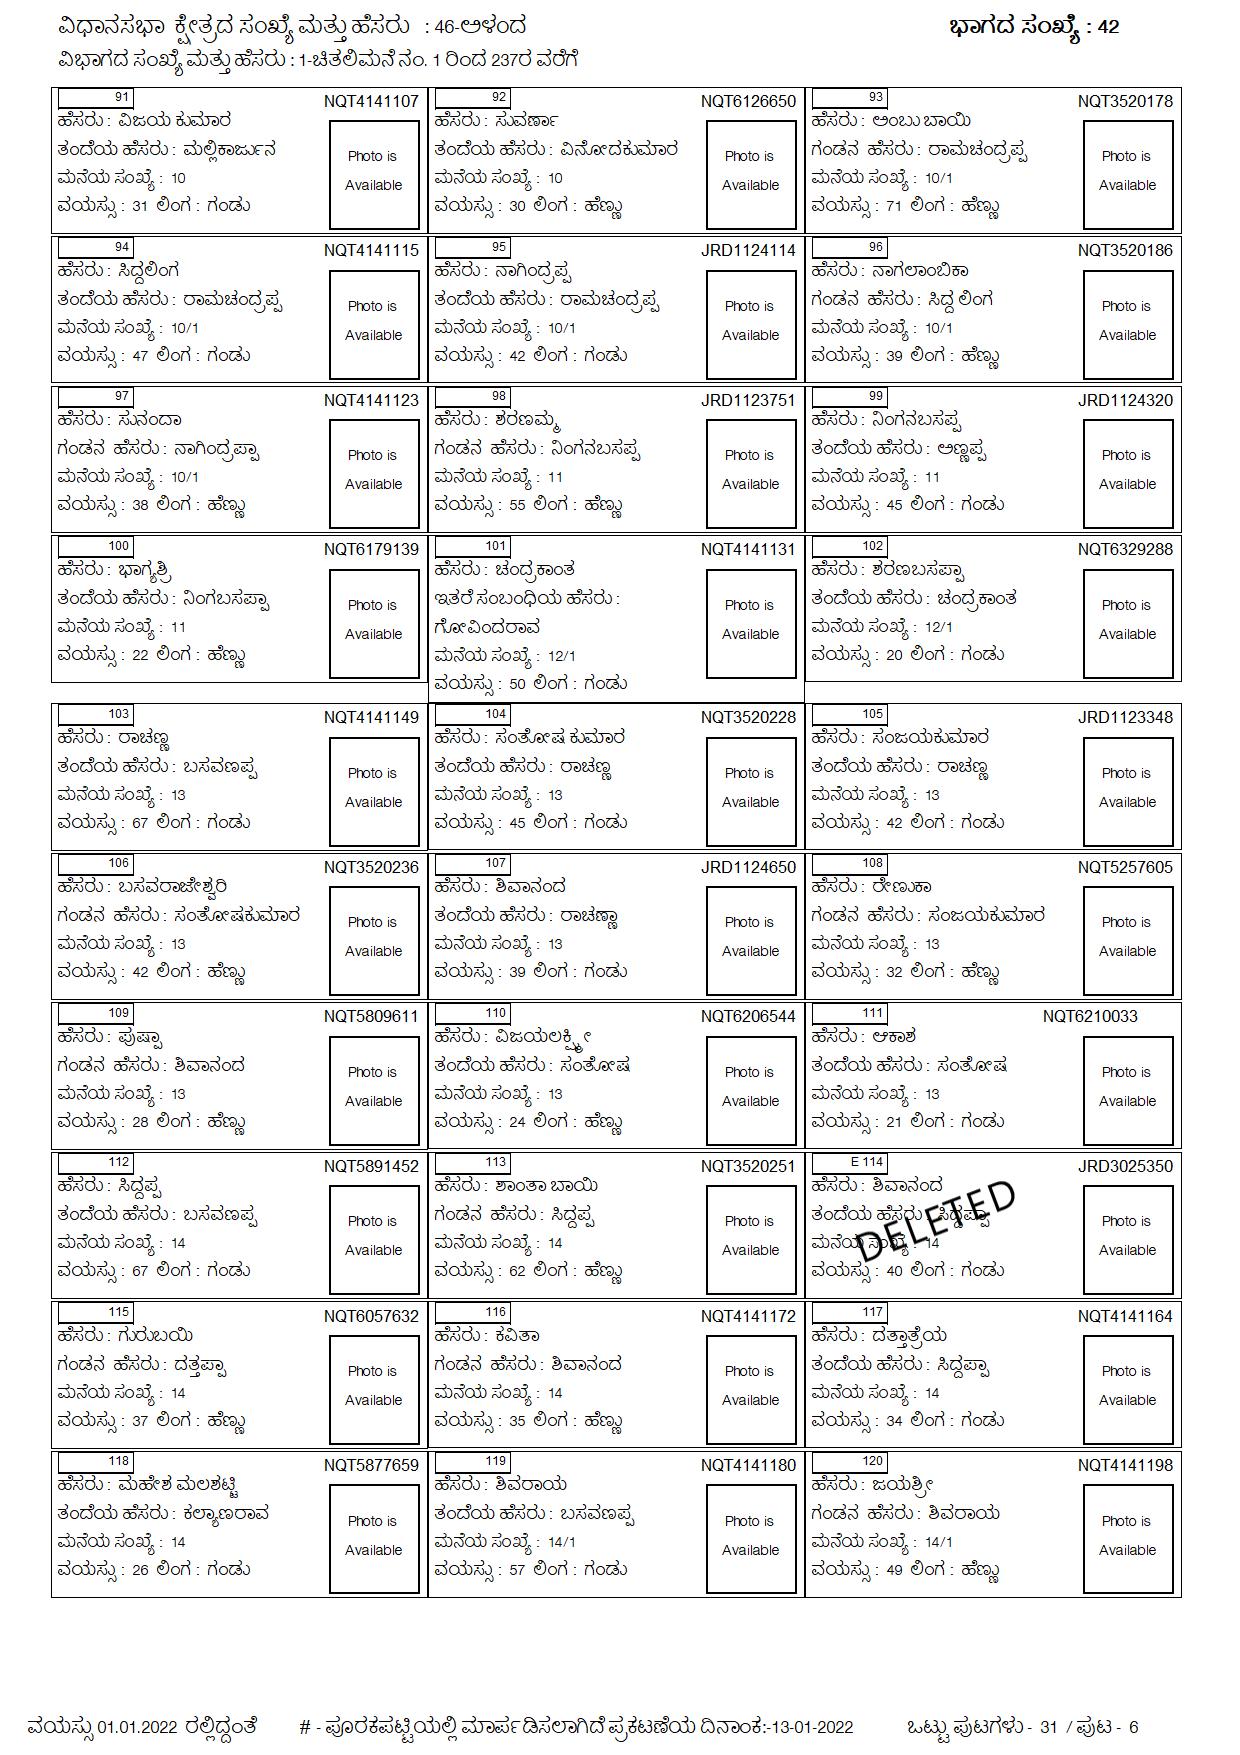 ವಿಧಾನಸಭಾ ಕ್ಷೇತ್ರದ ಸಂಖ್ಯೆ ಮತ್ತು ಹೆಸರು : 46-ಅಳಂದ ಭಾಗದ ಸಂಖ್ಯೆ : 42
ವಿಭಾಗದ ಸಂಖ್ಯೆ ಮತ್ತು ಹೆಸರು : 1-ಚಿತಲಿಮನೆ ನಂ. 1 ರಿಂದ 237ರ ವರೆಗೆ
91 NQT4141107
ಹೆಸರು : ವಿಜಯ ಕುಮಾರ
ತಂದೆಯ ಹೆಸರು : ಮಲ್ಲಿಕಾರ್ಜುನ
ಮನೆಯ ಸಂಖ್ಯೆ : 10
ವಯಸ್ಸು : 31 ಲಿಂಗ : ಗಂಡು
Photo is
Available
92 NQT6126650
ಹೆಸರು : ಸುವರ್ಣಾ
ತಂದೆಯ ಹೆಸರು : ವಿನೋದಕುಮಾರ
ಮನೆಯ ಸಂಖ್ಯೆ : 10
ವಯಸ್ಸು : 30 ಲಿಂಗ : ಹೆಣ್ಣು
Photo is
Available
93 NQT3520178
ಹೆಸರು : ಅಂಬು ಬಾಯಿ
ಗಂಡನ ಹೆಸರು : ರಾಮಚಂದ್ರಪ್ಪ
ಮನೆಯ ಸಂಖ್ಯೆ : 10/1
ವಯಸ್ಸು : 71 ಲಿಂಗ : ಹೆಣ್ಣು
Photo is
Available
94 NQT4141115
ಹೆಸರು : ಸಿದ್ದಲಿಂಗ
ತಂದೆಯ ಹೆಸರು : ರಾಮಚಂದ್ರಪ್ಪ
ಮನೆಯ ಸಂಖ್ಯೆ : 10/1
ವಯಸ್ಸು : 47 ಲಿಂಗ : ಗಂಡು
Photo is
Available
95 JRD1124114
ಹೆಸರು : ನಾಗಿಂದ್ರಪ್ಪ
ತಂದೆಯ ಹೆಸರು : ರಾಮಚಂದ್ರಪ್ಪ
ಮನೆಯ ಸಂಖ್ಯೆ : 10/1
ವಯಸ್ಸು : 42 ಲಿಂಗ : ಗಂಡು
Photo is
Available
96 NQT3520186
ಹೆಸರು : ನಾಗಲಾಂಬಿಕಾ
ಗಂಡನ ಹೆಸರು : ಸಿದ್ದ ಲಿಂಗ
ಮನೆಯ ಸಂಖ್ಯೆ : 10/1
ವಯಸ್ಸು : 39 ಲಿಂಗ : ಹೆಣ್ಣು
Photo is
Available
97 NQT4141123
ಹೆಸರು : ಸುನಂದಾ
ಗಂಡನ ಹೆಸರು : ನಾಗಿಂದ್ರಪ್ಪಾ
ಮನೆಯ ಸಂಖ್ಯೆ : 10/1
ವಯಸ್ಸು : 38 ಲಿಂಗ : ಹೆಣ್ಣು
Photo is
Available
98 JRD1123751
ಹೆಸರು : ಶರಣಮ್ಮ
ಗಂಡನ ಹೆಸರು : ನಿಂಗನಬಸಪ್ಪ
ಮನೆಯ ಸಂಖ್ಯೆ : 11
ವಯಸ್ಸು : 55 ಲಿಂಗ : ಹೆಣ್ಣು
Photo is
Available
99 JRD1124320
ಹೆಸರು : ನಿಂಗನಬಸಪ್ಪ
ತಂದೆಯ ಹೆಸರು : ಅಣ್ಣಪ್ಪ
ಮನೆಯ ಸಂಖ್ಯೆ : 11
ವಯಸ್ಸು : 45 ಲಿಂಗ : ಗಂಡು
Photo is
Available
100 NQT6179139
ಹೆಸರು : ಭಾಗ್ಯಶ್ರಿ
ತಂದೆಯ ಹೆಸರು : ನಿಂಗಬಸಪ್ಪಾ
ಮನೆಯ ಸಂಖ್ಯೆ : 11
ವಯಸ್ಸು : 22 ಲಿಂಗ : ಹೆಣ್ಣು
Photo is
Available
101 NQT4141131
ಹೆಸರು : ಚಂದ್ರಕಾಂತ
ಇತರೆ ಸಂಬಂಧಿಯ ಹೆಸರು :
ಗೋವಿಂದರಾವ
ಮನೆಯ ಸಂಖ್ಯೆ : 12/1
ವಯಸ್ಸು : 50 ಲಿಂಗ : ಗಂಡು
Photo is
Available
102 NQT6329288
ಹೆಸರು : ಶರಣಬಸಪ್ಪಾ
ತಂದೆಯ ಹೆಸರು : ಚಂದ್ರಕಾಂತ
ಮನೆಯ ಸಂಖ್ಯೆ : 12/1
ವಯಸ್ಸು : 20 ಲಿಂಗ : ಗಂಡು
Photo is
Available
103 NQT4141149
ಹೆಸರು : ರಾಚಣ್ಣ
ತಂದೆಯ ಹೆಸರು : ಬಸವಣಪ್ಪ
ಮನೆಯ ಸಂಖ್ಯೆ : 13
ವಯಸ್ಸು : 67 ಲಿಂಗ : ಗಂಡು
Photo is
Available
104 NQT3520228
ಹೆಸರು : ಸಂತೋಷ ಕುಮಾರ
ತಂದೆಯ ಹೆಸರು : ರಾಚಣ್ಣ
ಮನೆಯ ಸಂಖ್ಯೆ : 13
ವಯಸ್ಸು : 45 ಲಿಂಗ : ಗಂಡು
Photo is
Available
105 JRD1123348
ಹೆಸರು : ಸಂಜಯಕುಮಾರ
ತಂದೆಯ ಹೆಸರು : ರಾಚಣ್ಣ
ಮನೆಯ ಸಂಖ್ಯೆ : 13
ವಯಸ್ಸು : 42 ಲಿಂಗ : ಗಂಡು
Photo is
Available
106 NQT3520236
ಹೆಸರು : ಬಸವರಾಜೇಶ್ವರಿ
ಗಂಡನ ಹೆಸರು : ಸಂತೋಷಕುಮಾರ
ಮನೆಯ ಸಂಖ್ಯೆ : 13
ವಯಸ್ಸು : 42 ಲಿಂಗ : ಹೆಣ್ಣು
Photo is
Available
107 JRD1124650
ಹೆಸರು : ಶಿವಾನಂದ
ತಂದೆಯ ಹೆಸರು : ರಾಚಣ್ಣಾ
ಮನೆಯ ಸಂಖ್ಯೆ : 13
ವಯಸ್ಸು : 39 ಲಿಂಗ : ಗಂಡು
Photo is
Available
108 NQT5257605
ಹೆಸರು : ರೇಣುಕಾ
ಗಂಡನ ಹೆಸರು : ಸಂಜಯಕುಮಾರ
ಮನೆಯ ಸಂಖ್ಯೆ : 13
ವಯಸ್ಸು : 32 ಲಿಂಗ : ಹೆಣ್ಣು
Photo is
Available
109 NQT5809611
ಹೆಸರು : ಪುಷ್ಪಾ
ಗಂಡನ ಹೆಸರು : ಶಿವಾನಂದ
ಮನೆಯ ಸಂಖ್ಯೆ : 13
ವಯಸ್ಸು : 28 ಲಿಂಗ : ಹೆಣ್ಣು
Photo is
Available
110 NQT6206544
ಹೆಸರು : ವಿಜಯಲಕ್ಷ್ಮೀ
ತಂದೆಯ ಹೆಸರು : ಸಂತೋಷ
ಮನೆಯ ಸಂಖ್ಯೆ : 13
ವಯಸ್ಸು : 24 ಲಿಂಗ : ಹೆಣ್ಣು
Photo is
Available
111 NQT6210033
ಹೆಸರು : ಆಕಾಶ
ತಂದೆಯ ಹೆಸರು : ಸಂತೋಷ
ಮನೆಯ ಸಂಖ್ಯೆ : 13
ವಯಸ್ಸು : 21 ಲಿಂಗ : ಗಂಡು
Photo is
Available
112 NQT5891452
ಹೆಸರು : ಸಿದ್ದಪ್ಪ
ತಂದೆಯ ಹೆಸರು : ಬಸವಣಪ್ಪ
ಮನೆಯ ಸಂಖ್ಯೆ : 14
ವಯಸ್ಸು : 67 ಲಿಂಗ : ಗಂಡು
Photo is
Available
113 NQT3520251
ಹೆಸರು : ಶಾಂತಾ ಬಾಯಿ
ಗಂಡನ ಹೆಸರು : ಸಿದ್ದಪ್ಪ
ಮನೆಯ ಸಂಖ್ಯೆ : 14
ವಯಸ್ಸು : 62 ಲಿಂಗ : ಹೆಣ್ಣು
Photo is
Available
E 114 JRD3025350
ಹೆಸರು : ಶಿವಾನಂದ
ತಂದೆಯ ಹೆಸರು : ಸಿದ್ದಪ್ಪಾ
ಮನೆಯ ಸಂಖ್ಯೆ : 14
ವಯಸ್ಸು : 40 ಲಿಂಗ : ಗಂಡು
DELETED
Photo is
Available
115 NQT6057632
ಹೆಸರು : ಗುರುಬಯಿ
ಗಂಡನ ಹೆಸರು : ದತ್ತಪ್ಪಾ
ಮನೆಯ ಸಂಖ್ಯೆ : 14
ವಯಸ್ಸು : 37 ಲಿಂಗ : ಹೆಣ್ಣು
Photo is
Available
116 NQT4141172
ಹೆಸರು : ಕವಿತಾ
ಗಂಡನ ಹೆಸರು : ಶಿವಾನಂದ
ಮನೆಯ ಸಂಖ್ಯೆ : 14
ವಯಸ್ಸು : 35 ಲಿಂಗ : ಹೆಣ್ಣು
Photo is
Available
117 NQT4141164
ಹೆಸರು : ದತ್ತಾತ್ರೆಯ
ತಂದೆಯ ಹೆಸರು : ಸಿದ್ದಪ್ಪಾ
ಮನೆಯ ಸಂಖ್ಯೆ : 14
ವಯಸ್ಸು : 34 ಲಿಂಗ : ಗಂಡು
Photo is
Available
118 NQT5877659
ಹೆಸರು : ಮಹೇಶ ಮಲಶಟ್ಟಿ
ತಂದೆಯ ಹೆಸರು : ಕಲ್ಯಾಣರಾವ
ಮನೆಯ ಸಂಖ್ಯೆ : 14
ವಯಸ್ಸು : 26 ಲಿಂಗ : ಗಂಡು
Photo is
Available
119 NQT4141180
ಹೆಸರು : ಶಿವರಾಯ
ತಂದೆಯ ಹೆಸರು : ಬಸವಣಪ್ಪ
ಮನೆಯ ಸಂಖ್ಯೆ : 14/1
ವಯಸ್ಸು : 57 ಲಿಂಗ : ಗಂಡು
Photo is
Available
120 NQT4141198
ಹೆಸರು : ಜಯಶ್ರೀ
ಗಂಡನ ಹೆಸರು : ಶಿವರಾಯ
ಮನೆಯ ಸಂಖ್ಯೆ : 14/1
ವಯಸ್ಸು : 49 ಲಿಂಗ : ಹೆಣ್ಣು
Photo is
Available
ವಯಸ್ಸು 01.01.2022 ರಲ್ಲಿದ್ದಂತೆ # - ಪೂರಕಪಟ್ಟಿಯಲ್ಲಿ ಮಾರ್ಪಡಿಸಲಾಗಿದೆ ಪ್ರಕಟಣೆಯ ದಿನಾಂಕ:-13-01-2022 ಒಟ್ಟು ಪುಟಗಳು - 31 / ಪುಟ - 6